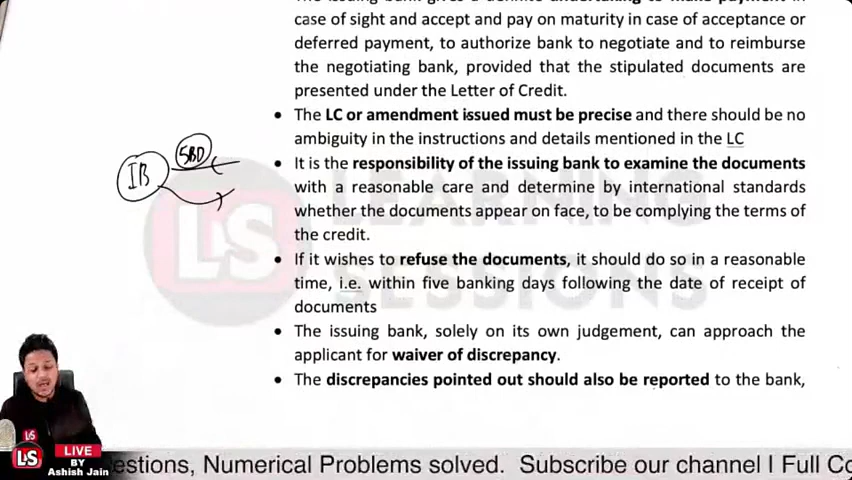 The issuing bank gives a definite undertaking to make payment in
case of sight and accept and pay on maturity in case of acceptance or
deferred payment, to authorize bank to negotiate and to reimburse
the negotiating bank, provided that the stipulated documents are
presented under the Letter of Credit.
• The LC or amendment issued must be precise and there should be no
ambiguity in the instructions and details mentioned in the LC
• It is the responsibility of the issuing bank to examine the documents
with a reasonable care and determine by international standards
whether the documents appear on face, to be complying the terms of
the credit.
• If it wishes to refuse the documents, it should do so in a reasonable
time, i.e. within five banking days following the date of receipt of
documents
• The issuing bank, solely on its own judgement, can approach the
applicant for waiver of discrepancy.
• The discrepancies pointed out should also be reported to the bank,
IB
5BD
LS
LEARNING
SESSIONS
LS
LS
LIVE
BY
Ashish Jain
estions, Numerical Problems solved. Subscribe our channel I Full Co